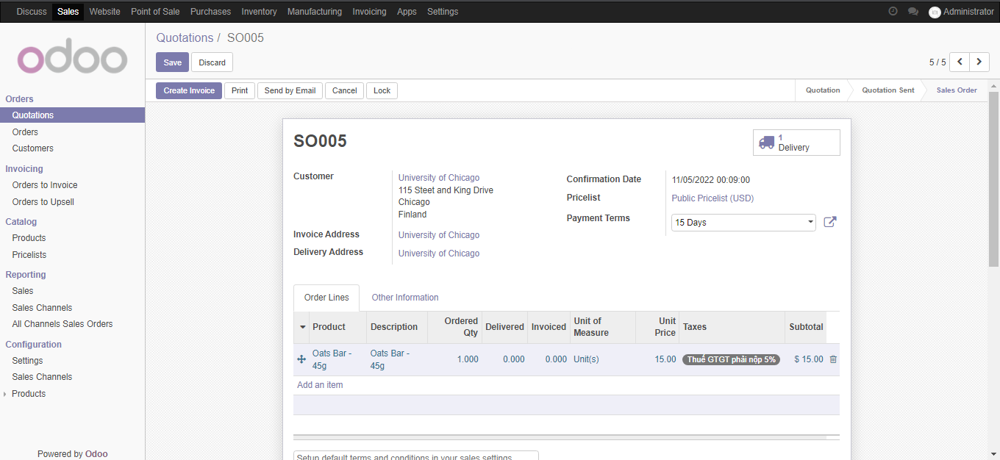 Discuss Sales Website Point of Sale Purchases Inventory Manufacturing Invoicing Apps Settings Administrator
odoo
Orders
Quotations
Orders
Customers
Invoicing
Orders to Invoice
Orders to Upsell
Catalog
Products
Pricelists
Reporting
Sales
Sales Channels
All Channels Sales Orders
Configuration
Settings
Sales Channels
Products
Powered by Odoo
Quotations / SO005
Save Discard
5 / 5
Create Invoice Print Send by Email Cancel Lock
Quotation Quotation Sent Sales Order
SO005
1
Delivery
Customer
University of Chicago
115 Steet and King Drive
Chicago
Finland
Invoice Address University of Chicago
Delivery Address University of Chicago
Confirmation Date 11/05/2022 00:09:00
Pricelist Public Pricelist (USD)
Payment Terms 15 Days
Order Lines Other Information
Product Description Ordered Qty Delivered Invoiced Unit of Measure Unit Price Taxes Subtotal
Oats Bar - 45g Oats Bar - 45g 1.000 0.000 0.000 Unit(s) 15.00 Thuế GTGT phải nộp 5% $ 15.00
Add an item
Setup default terms and conditions in your sales settings